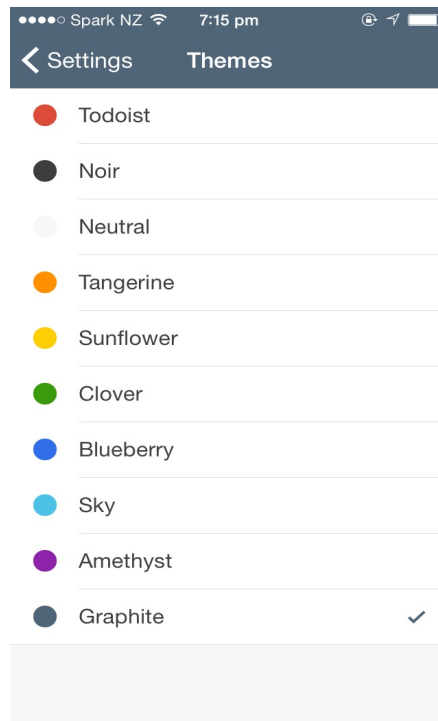 Spark NZ 7:15 pm
Settings Themes
Todoist
Noir
Neutral
Tangerine
Sunflower
Clover
Blueberry
Sky
Amethyst
Graphite